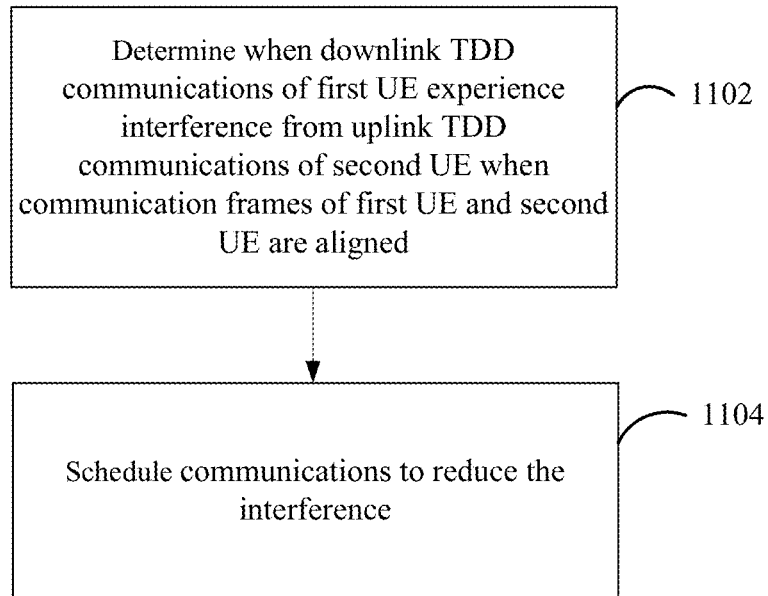 Determine when downlink TDD
communications of first UE experience
interference from uplink TDD
communications of second UE when
communication frames of first UE and second
UE are aligned
1102
Schedule communications to reduce the
interference
1104